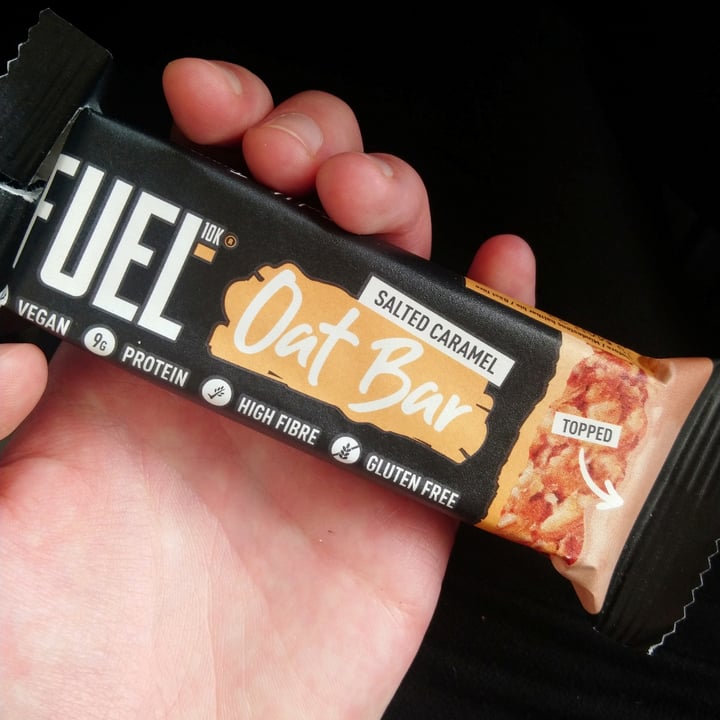 FUEL
10K
SALTED CARAMEL
Oat Bar
VEGAN
9G PROTEIN
HIGH FIBRE
GLUTEN FREE
TOPPED